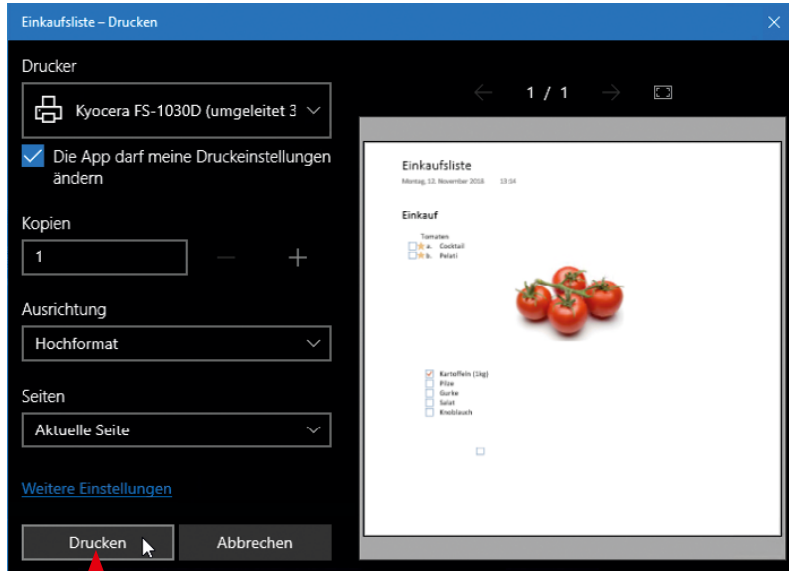 Einkaufsliste – Drucken
Drucker
Kyocera FS-1030D (umgeleitet 3
Die App darf meine Druckeinstellungen
ändern
Kopien
1
Ausrichtung
Hochformat
Seiten
Aktuelle Seite
Weitere Einstellungen
Drucken
Abbrechen
1 / 1
Einkaufsliste
Montag, 12. November 2018 13:54
Einkauf
Tomaten
a. Cocktail
b. Pelati
Kartoffeln (1kg)
Pilze
Gurke
Salat
Knoblauch